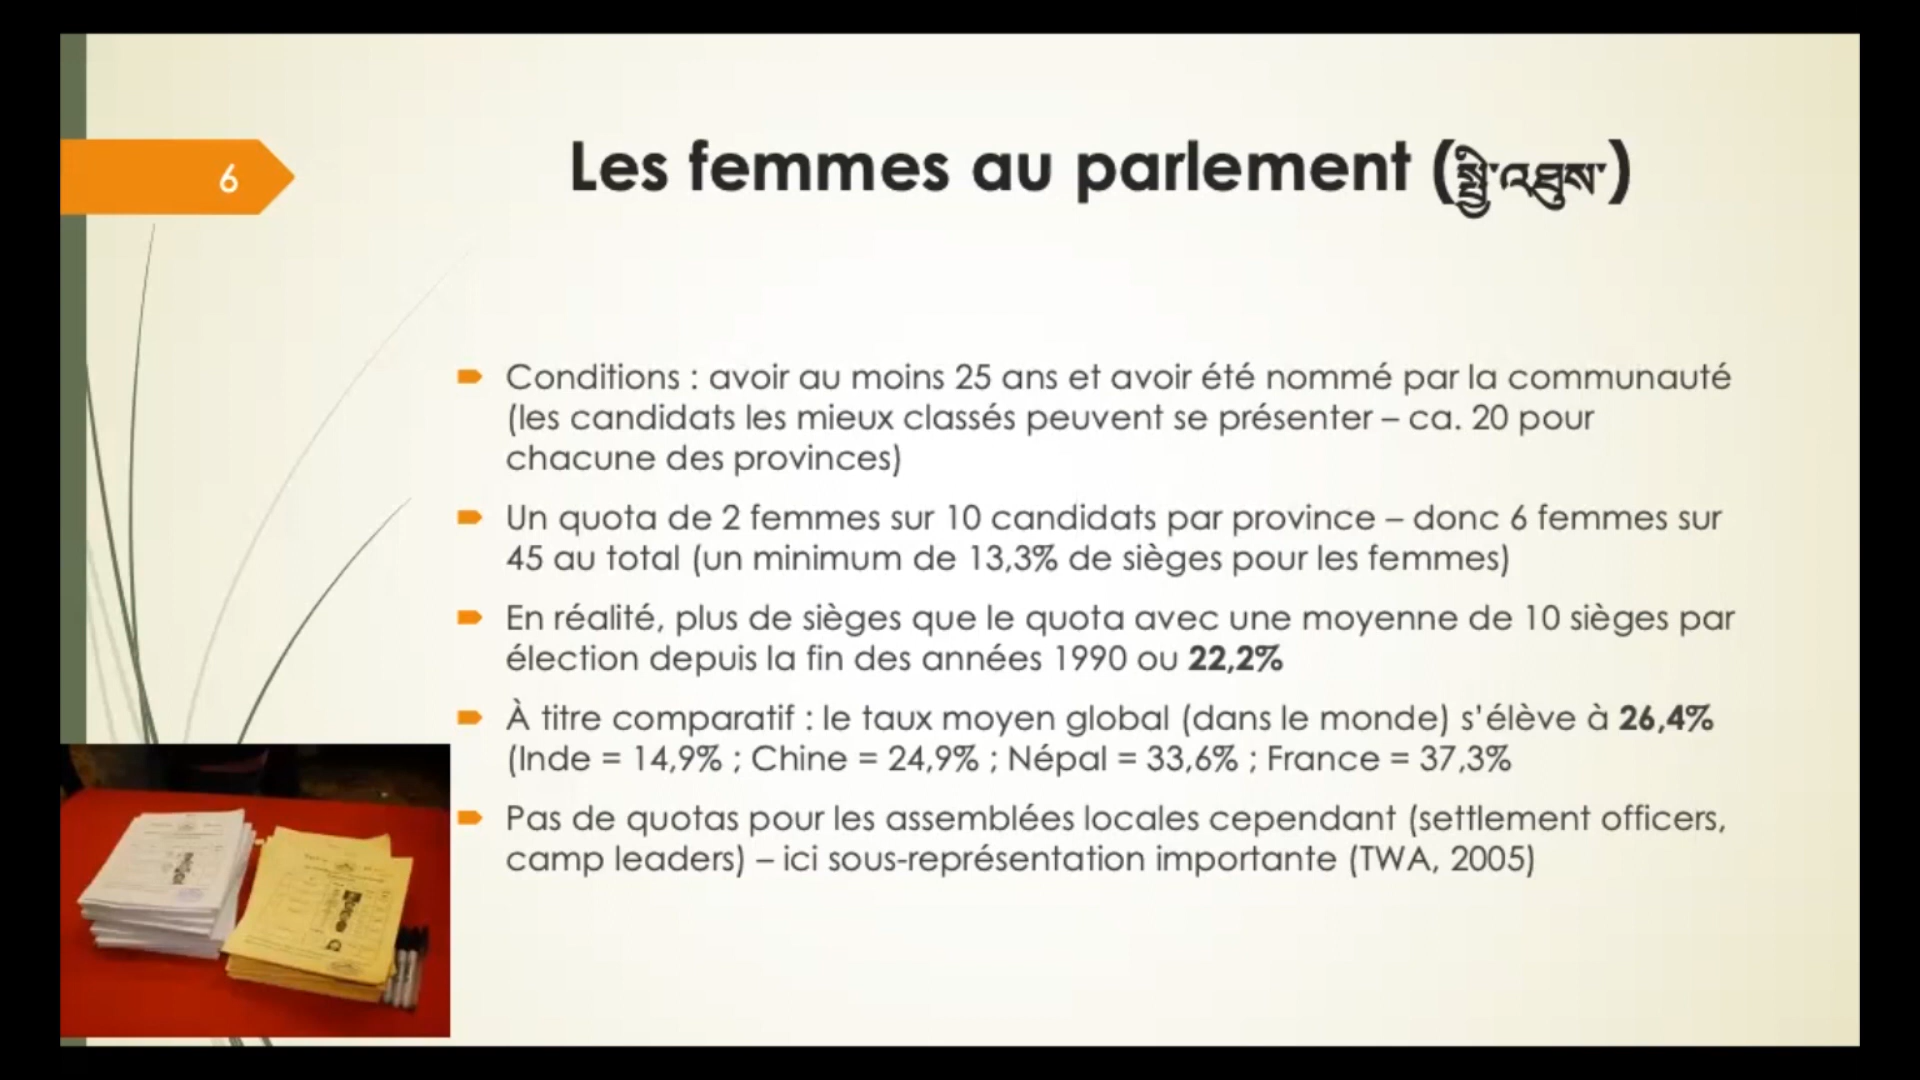 6
Les femmes au parlement (སྤྱི་འཐུས་)
Conditions : avoir au moins 25 ans et avoir été nommé par la communauté
(les candidats les mieux classés peuvent se présenter – ca. 20 pour
chacune des provinces)
Un quota de 2 femmes sur 10 candidats par province – donc 6 femmes sur
45 au total (un minimum de 13,3% de sièges pour les femmes)
En réalité, plus de sièges que le quota avec une moyenne de 10 sièges par
élection depuis la fin des années 1990 ou 22,2%
À titre comparatif : le taux moyen global (dans le monde) s'élève à 26,4%
(Inde = 14,9% ; Chine = 24,9% ; Népal = 33,6% ; France = 37,3%
Pas de quotas pour les assemblées locales cependant (settlement officers,
camp leaders) – ici sous-représentation importante (TWA, 2005)